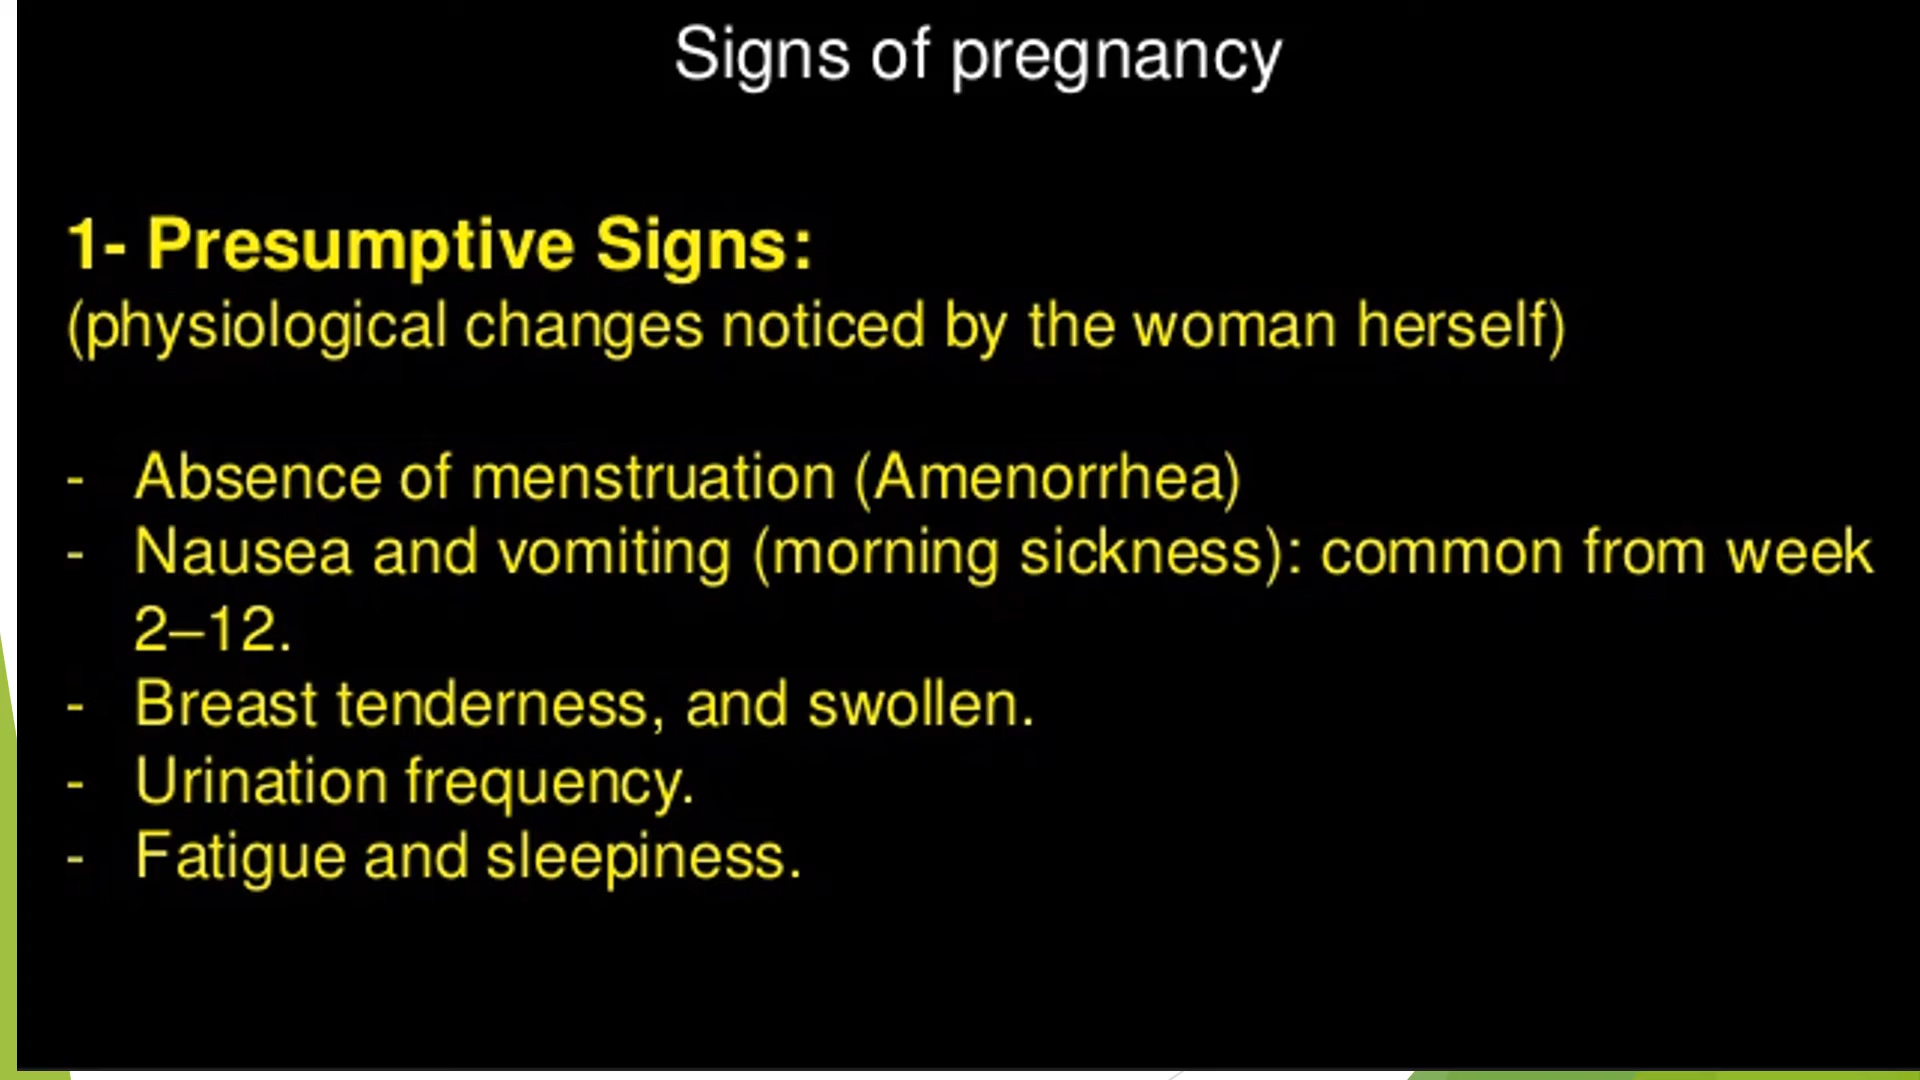 Signs of pregnancy
1- Presumptive Signs:
(physiological changes noticed by the woman herself)
- Absence of menstruation (Amenorrhea)
- Nausea and vomiting (morning sickness): common from week
2–12.
- Breast tenderness, and swollen.
- Urination frequency.
- Fatigue and sleepiness.